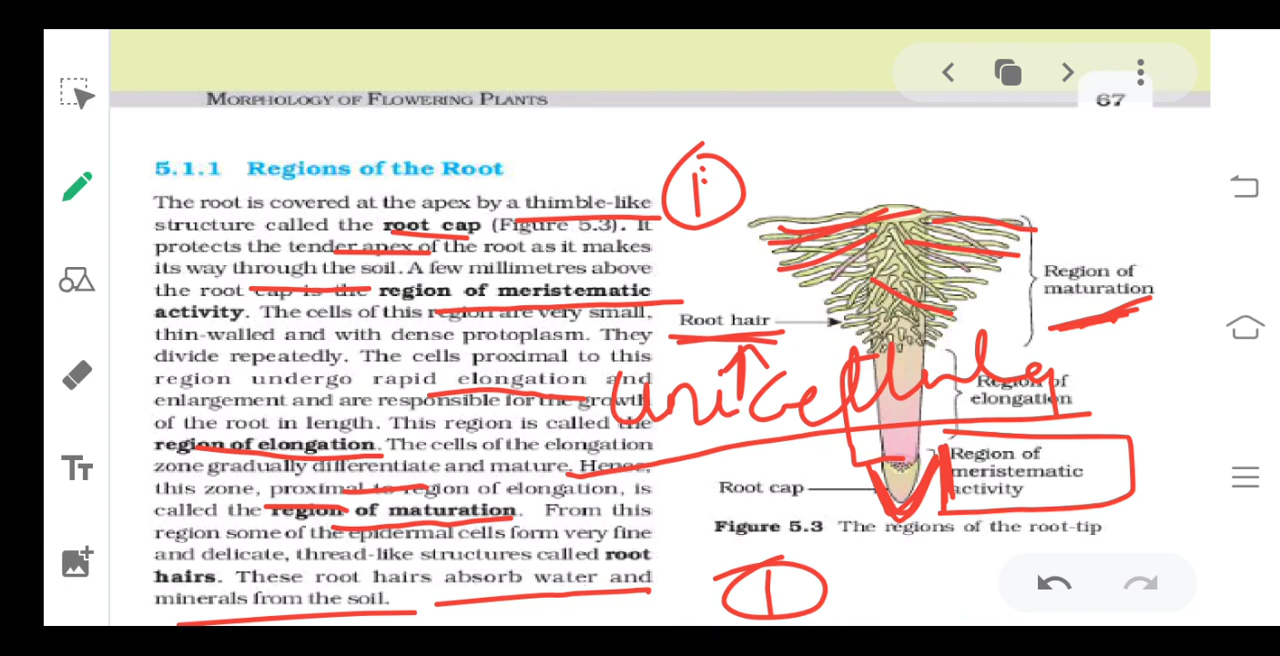 MORPHOLOGY OF FLOWERING PLANTS
67
5.1.1 Regions of the Root
The root is covered at the apex by a thimble-like
structure called the root cap (Figure 5.3). It
protects the tender apex of the root as it makes
its way through the soil. A few millimetres above
the root cap is the region of meristematic
activity. The cells of this region are very small,
thin-walled and with dense protoplasm. They
divide repeatedly. The cells proximal to this
region undergo rapid elongation and
enlargement and are responsible for the growth
of the root in length. This region is called the
region of elongation. The cells of the elongation
zone gradually differentiate and mature. Hence,
this zone, proximal to region of elongation, is
called the region of maturation. From this
region some of the epidermal cells form very fine
and delicate, thread-like structures called root
hairs. These root hairs absorb water and
minerals from the soil.
Region of
maturation
Root hair
Region of
elongation
Region of
meristematic
activity
Root cap
Figure 5.3 The regions of the root-tip
Tт